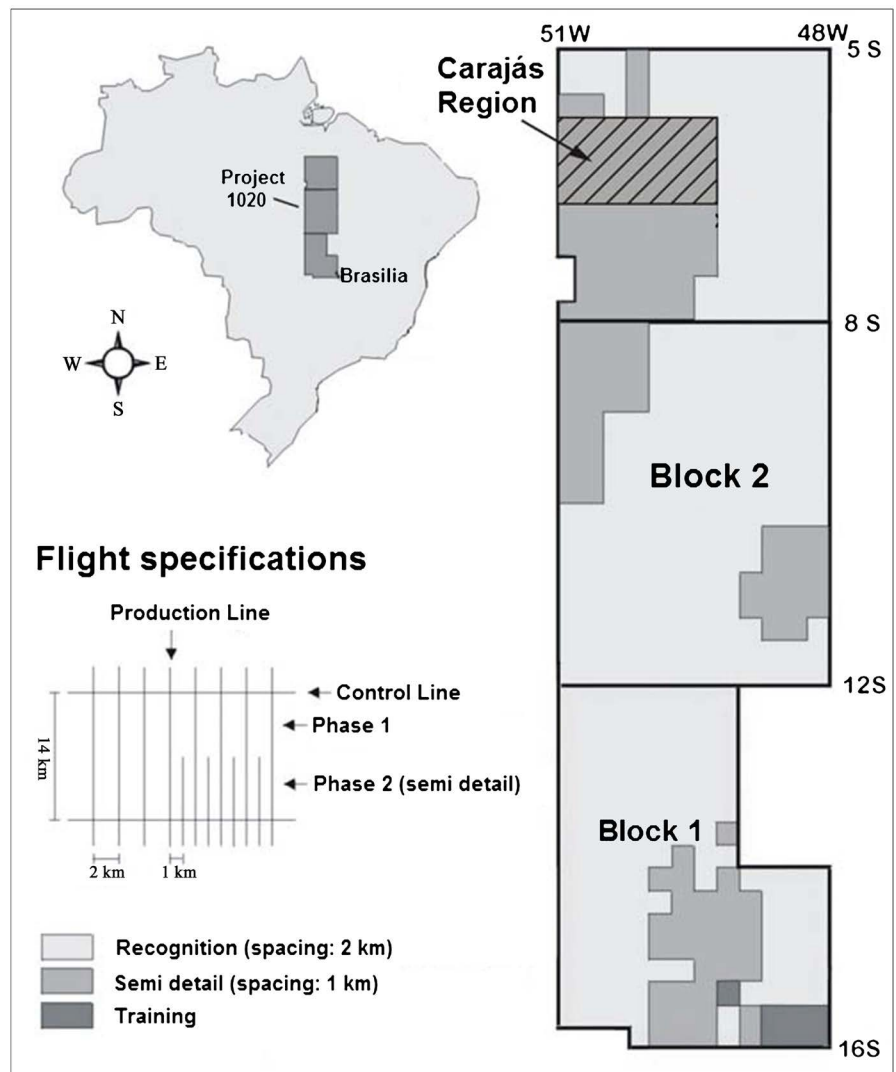 51W
48W
5 S
Carajás
Region
Project
1020
Brasilia
N
W
E
S
8 S
Block 2
12S
Block 1
16S
Flight specifications
Production Line
Control Line
Phase 1
Phase 2 (semi detail)
14 km
2 km
1 km
Recognition (spacing: 2 km)
Semi detail (spacing: 1 km)
Training